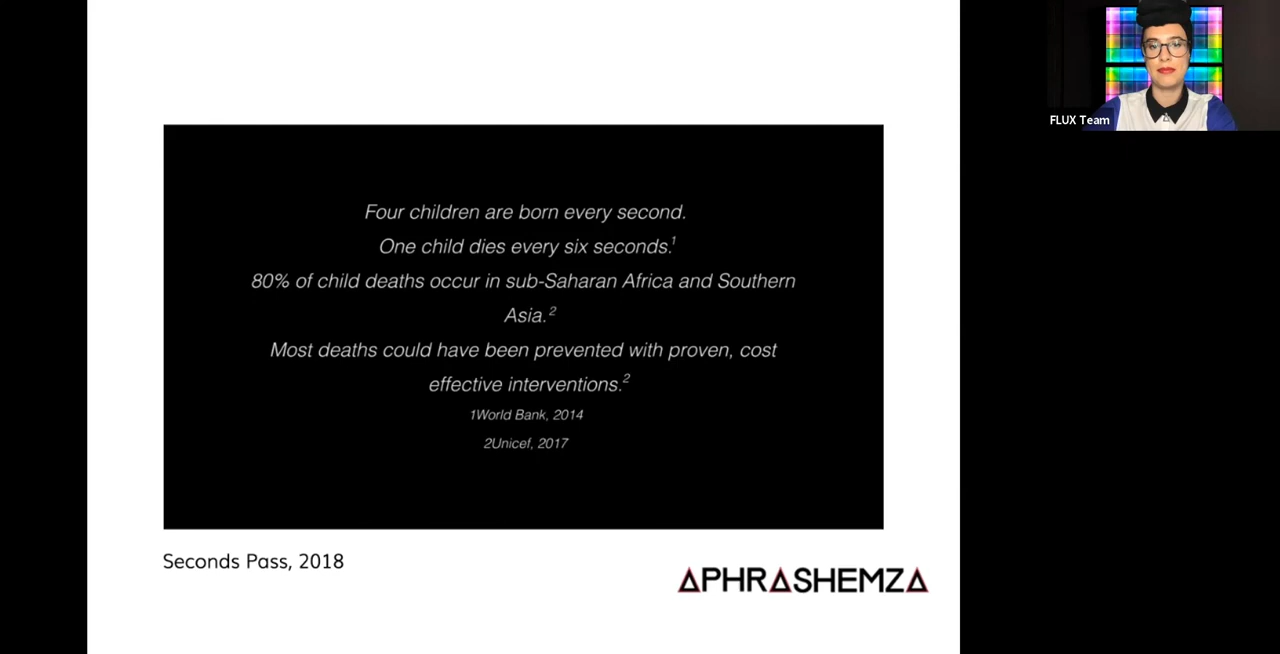 FLUX Team
Four children are born every second.
One child dies every six seconds.¹
80% of child deaths occur in sub-Saharan Africa and Southern
Asia.²
Most deaths could have been prevented with proven, cost
effective interventions.²
1World Bank, 2014
2Unicef, 2017
Seconds Pass, 2018
APHRASHEMZA